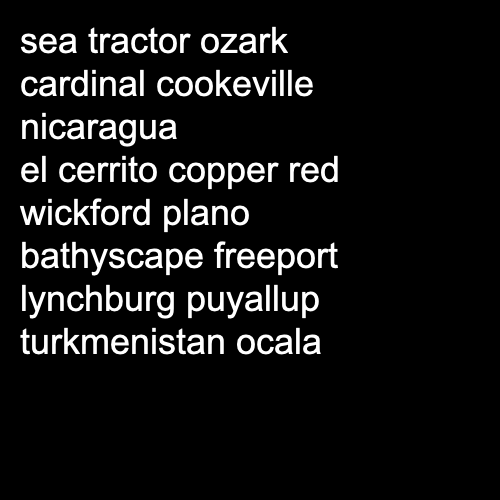 sea tractor ozark
cardinal cookeville
nicaragua
el cerrito copper red
wickford plano
bathyscape freeport
lynchburg puyallup
turkmenistan ocala